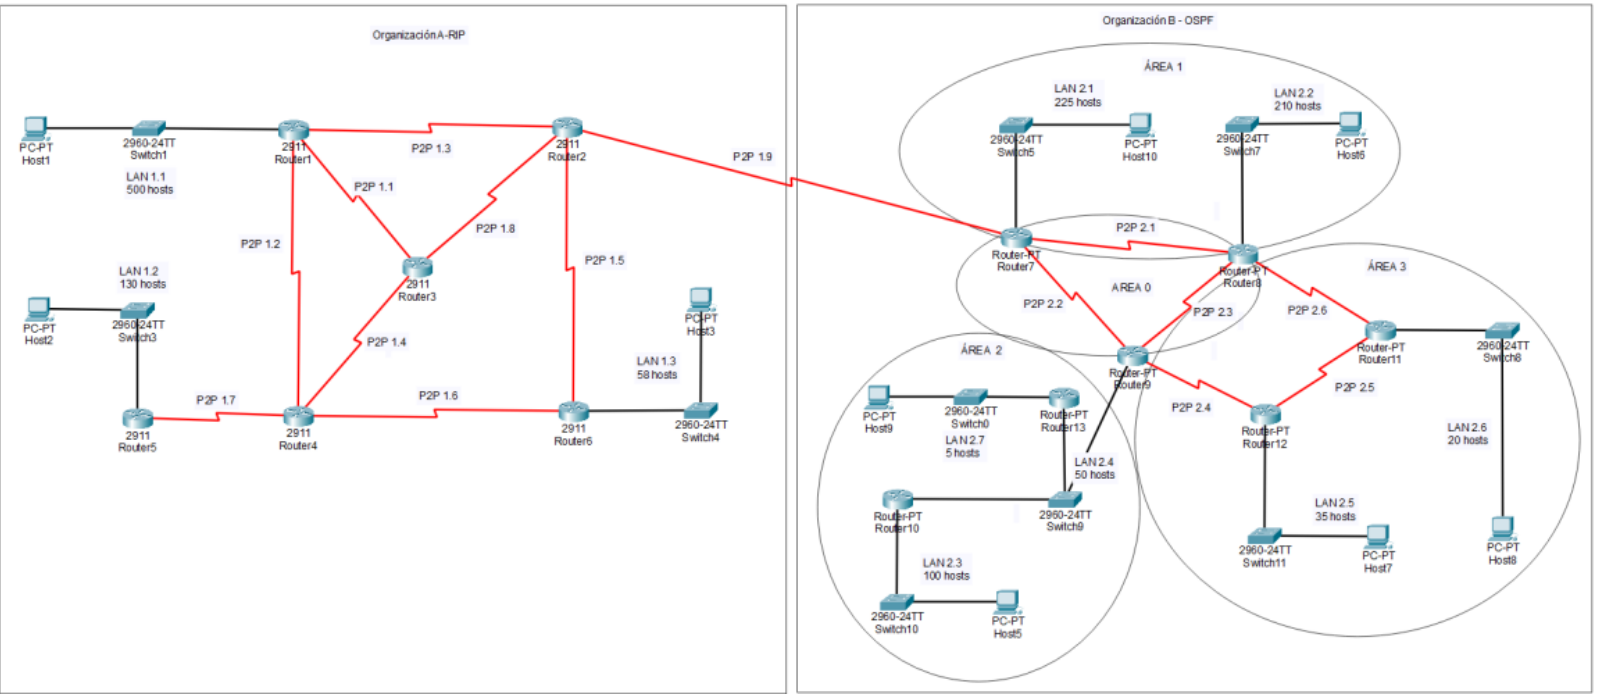 Organización A-RIP
PC-PT
Host1
2960-24TT
Switch1
LAN 1.1
500 hosts
2911
Router1
P2P 1.3
2911
Router2
P2P 1.1
P2P 1.2
P2P 1.8
P2P 1.5
P2P 1.9
2911
Router3
LAN 1.2
130 hosts
PC-PT
Host2
2960-24TT
Switch3
P2P 1.4
PC-PT
Host3
LAN 1.3
58 hosts
P2P 1.7
P2P 1.6
2911
Router5
2911
Router4
2911
Router6
2960-24TT
Switch4
Organización B - OSPF
ÁREA 1
LAN 2.1
225 hosts
2960-24TT
Switch5
PC-PT
Host10
LAN 2.2
210 hosts
2960-24TT
Switch7
PC-PT
Host6
P2P 2.1
Router-PT
Router7
Router-PT
Router8
AREA 0
P2P 2.2
P2P 2.3
ÁREA 3
P2P 2.6
Router-PT
Router11
2960-24TT
Switch8
ÁREA 2
Router-PT
Router9
P2P 2.4
P2P 2.5
PC-PT
Host9
2960-24TT
Switch0
LAN 2.7
5 hosts
Router-PT
Router13
Router-PT
Router12
LAN 2.6
20 hosts
LAN 2.4
50 hosts
Router-PT
Router10
2960-24TT
Switch9
LAN 2.5
35 hosts
2960-24TT
Switch11
PC-PT
Host7
PC-PT
Host8
LAN 2.3
100 hosts
2960-24TT
Switch10
PC-PT
Host5